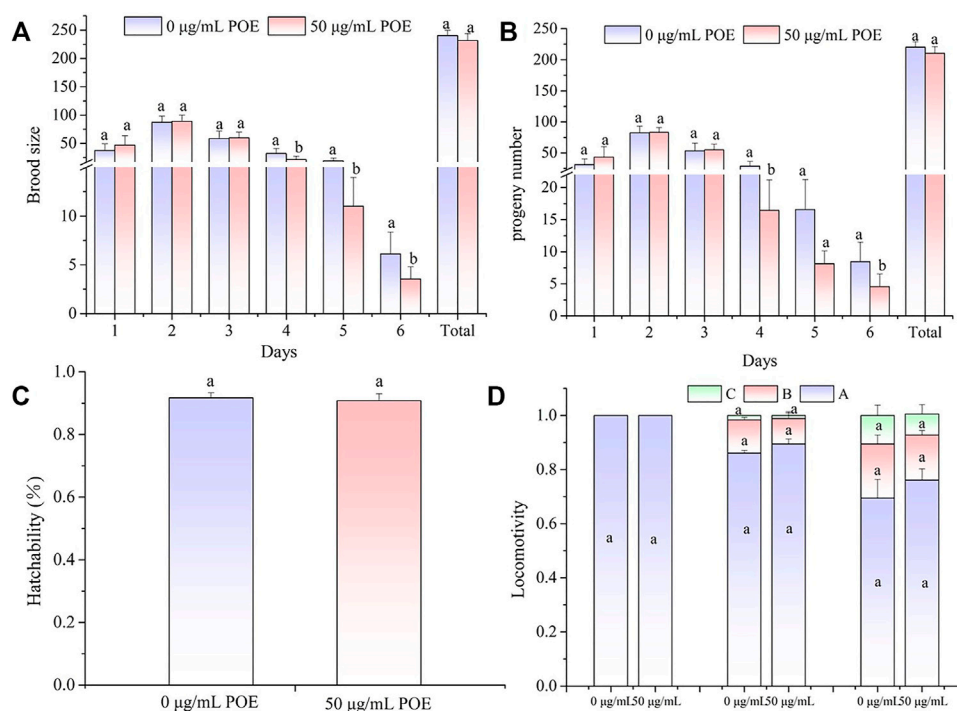 A
0 μg/mL POE
50 μg/mL POE
250
200
150
100
50
10
5
0
Brood size
a a
a a
a a
a b
a b
a b
a a
1 2 3 4 5 6 Total
Days
B
0 μg/mL POE
50 μg/mL POE
250
200
150
100
50
20
15
10
5
0
progeny number
a a
a a
a a
a b
a a
a b
a a
1 2 3 4 5 6 Total
Days
C
1.0
0.8
0.6
0.4
0.2
0.0
Hatchability (%)
a a
0 μg/mL POE
50 μg/mL POE
D
C B A
1.0
0.8
0.6
0.4
0.2
0.0
Locomotivity
a a
a a
a a
a a
a a
a a
a a
0 μg/mL 50 μg/mL
0 μg/mL 50 μg/mL
0 μg/mL 50 μg/mL